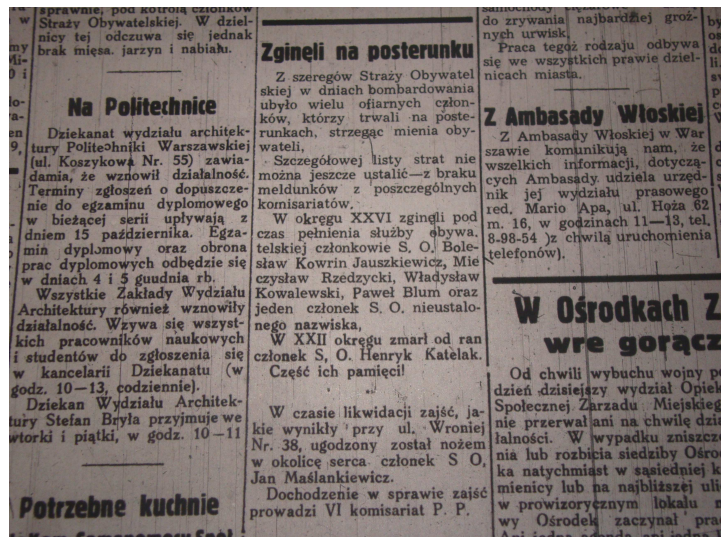 sprawnie, pod kontrolą członków
Straży Obywatelskiej. W dziel-
nicy tej odczuwa się jednak
brak mięsa. jarzyn i nabiału.
Na Politechnice
Dziekanat wydziału architek-
tury Politechniki Warszawskiej
(ul. Koszykowa Nr. 55) zawia-
damia, że wznowił działalność.
Terminy zgłoszeń o dopuszcze-
nie do egzaminu dyplomowego
w bieżącej serii upływają z
dniem 15 października. Egza-
min dyplomowy oraz obrona
prac dyplomowych odbędzie się
w dniach 4 i 5 guudnia rb.
Wszystkie Zakłady Wydziału
Architektury również wznowiły
działalność. Wzywa się wszyst-
kich pracowników naukowych
i studentów do zgłoszenia się
w kancelarii Dziekanatu (w
godz. 10—13, codziennie).
Dziekan Wydziału Architek-
tury Stefan Bryła przyjmuje we
wtorki i piątki, w godz. 10—11
Potrzebne kuchnie
Zginęli na posterunku
Z szeregów Straży Obywatel
skiej w dniach bombardowania
ubyło wielu ofiarnych człon-
ków, którzy trwali na poste-
runkach, strzegąc mienia oby-
wateli,
Szczegółowej listy strat nie
można jeszcze ustalić—z braku
meldunków z poszczególnych
komisariatów.
W okręgu XXVI zginęli pod
czas pełnienia służby obywa,
telskiej członkowie S, O, Bole-
sław Kowrin Jauszkiewicz, Mie
czysław Rzedzycki, Władysław
Kowalewski, Paweł Blum oraz
jeden członek S. O. nieustalo-
nego nazwiska,
W XXII okręgu zmarł od ran
członek S, O. Henryk Katelak.
Część ich pamięci!
W czasie likwidacji zajść, ja-
kie wynikły przy ul. Wroniej
Nr. 38, ugodzony został nożem
w okolicę serca członek S O,
Jan Maślankiewicz.
Dochodzenie w sprawie zajść
prowadzi VI komisariat P. P.
samochody
do zrywania najbardziej groź-
nych urwisk.
Praca tegoż rodzaju odbywa
się we wszystkich prawie dziel-
nicach miasta.
Z Ambasady Włoskiej
Z Ambasady Włoskiej w War
szawie komunikują nam, że
wszelkich informacji, dotyczą-
cych Ambasady. udziela urzęd-
nik jej wydziału prasowego
red, Mario Apa, ul. Hoża 62
m. 16, w godzinach 11—13, tel.
8-98-54 )z chwilą uruchomienia
telefonów).
W Ośrodkach Z
wre gorącz
Od chwili wybuchu wojny
dzień dzisiejszy wydział Opiek
Społecznej Zarzadu Miejskieg
nie przerwał ani na chwilę dzia
łalności. W wypadku zniszcz
nia lub rozbicia siedziby Ośro
ka natychmiast w sąsiedniej k
mienicy lub na najbliższej uli
w prowizorycznym lokalu
wy Ośrodek zaczynał